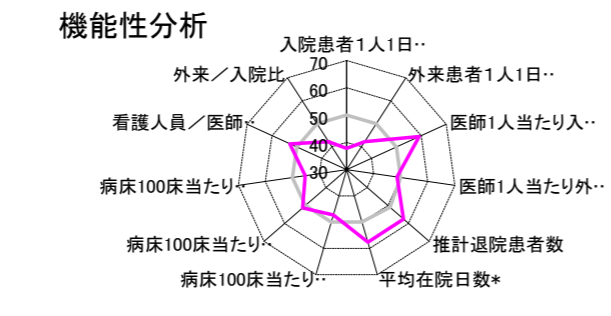 機能性分析
入院患者1人1日‥
外来患者1人1日‥
医師1人当たり入‥
医師1人当たり外‥
推計退院患者数
平均在院日数*
病床100床当たり‥
病床100床当たり‥
病床100床当たり‥
看護人員／医師‥
外来／入院比
70
60
50
40
30